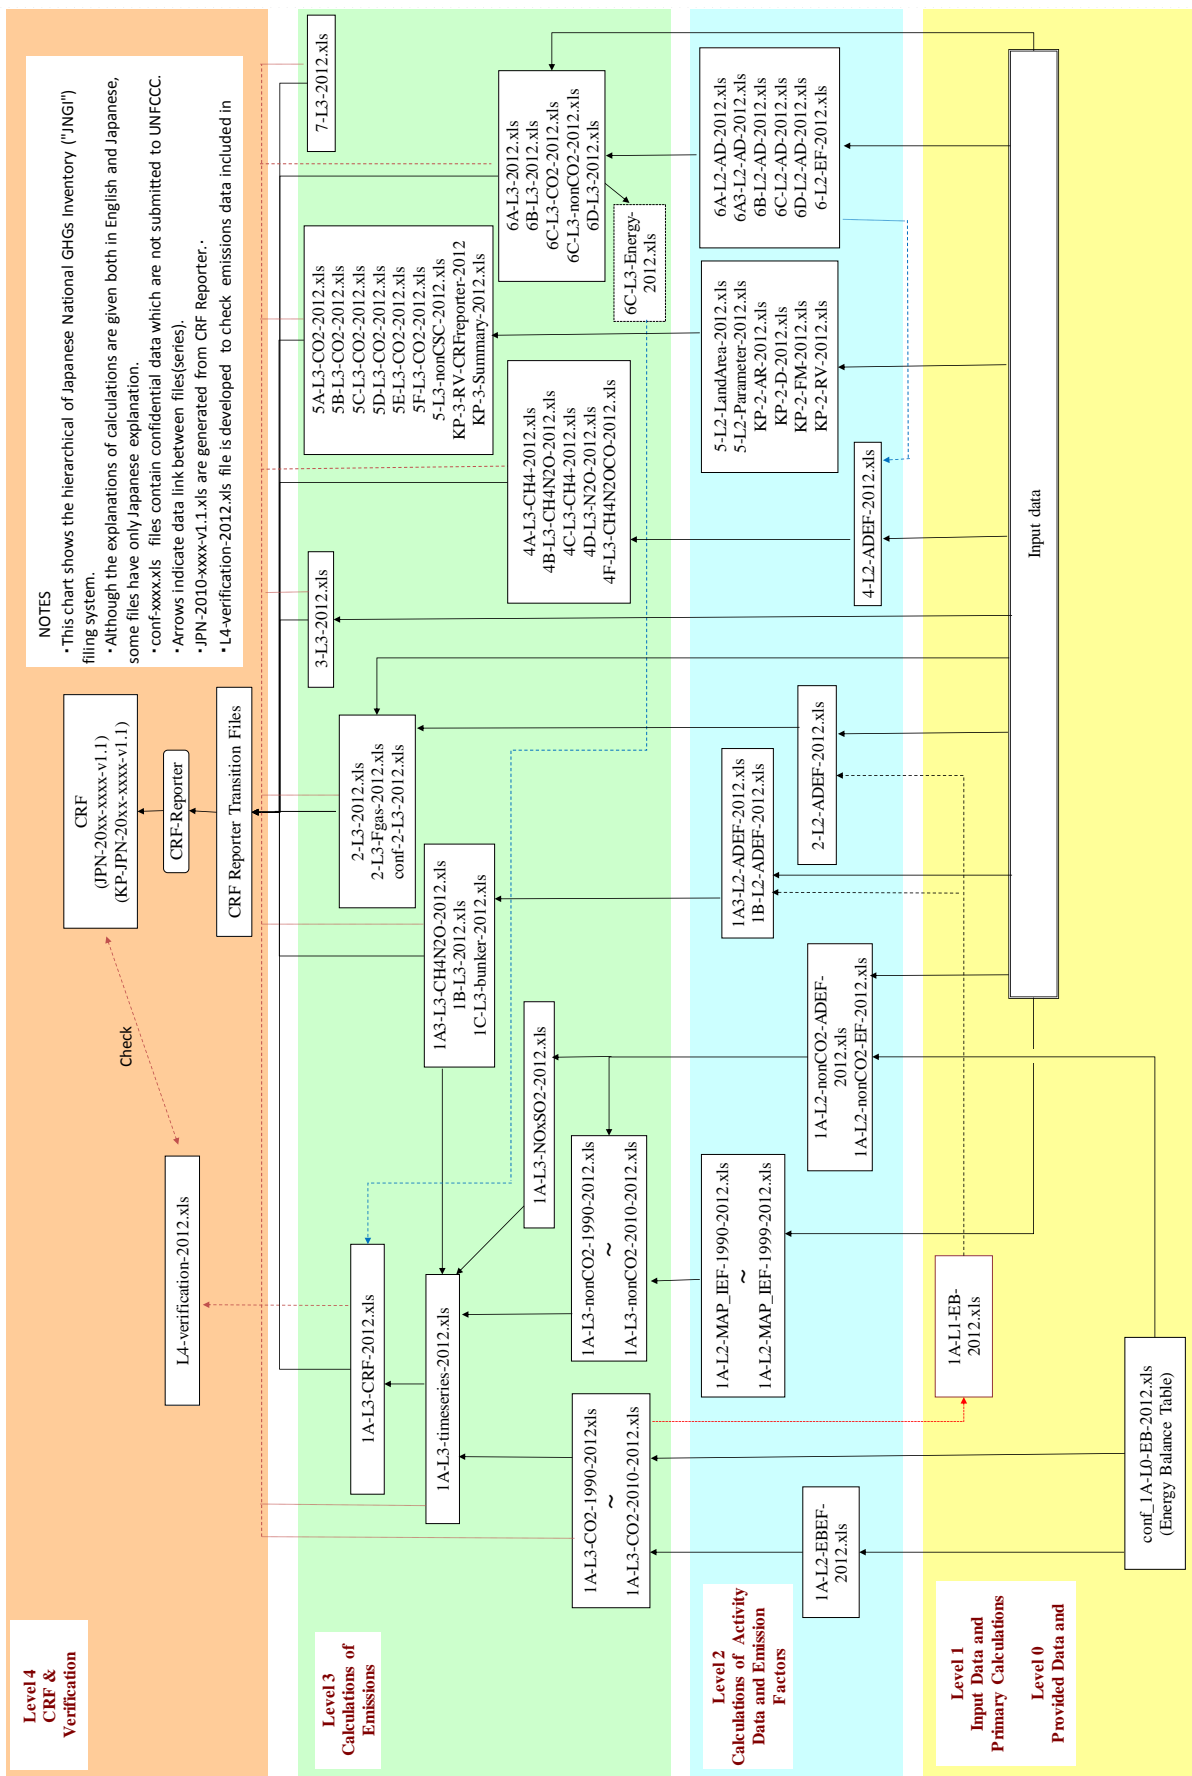 Level 4
CRF &
Verification
L4-verification-2012.xls
Check
CRF
(JPN-20xx-xxxx-v1.1)
(KP-JPN-20xx-xxxx-v1.1)
CRF-Reporter
CRF Reporter Transition Files
NOTES
・This chart shows the hierarchical of Japanese National GHGs Inventory ("JNGI")
filing system.
・Although the explanations of calculations are given both in English and Japanese,
some files have only Japanese explanation.
・conf-xxxx.xls files contain confidential data which are not submitted to UNFCCC.
・Arrows indicate data link between files(series).
・JPN-2010-xxxx-v1.1.xls are generated from CRF Reporter.・
・L4-verification-2012.xls file is developed to check emissions data included in
Level 3
Calculations of
Emissions
1A-L3-CRF-2012.xls
1A-L3-timeseries-2012.xls
1A-L3-CO2-1990-2012xls
~
1A-L3-CO2-2010-2012.xls
1A-L3-nonCO2-1990-2012.xls
~
1A-L3-nonCO2-2010-2012.xls
1A-L3-NOxSO2-2012.xls
1A3-L3-CH4N2O-2012.xls
1B-L3-2012.xls
1C-L3-bunker-2012.xls
2-L3-2012.xls
2-L3-Fgas-2012.xls
conf-2-L3-2012.xls
3-L3-2012.xls
4A-L3-CH4-2012.xls
4B-L3-CH4N2O-2012.xls
4C-L3-CH4-2012.xls
4D-L3-N2O-2012.xls
4F-L3-CH4N2OCO-2012.xls
5A-L3-CO2-2012.xls
5B-L3-CO2-2012.xls
5C-L3-CO2-2012.xls
5D-L3-CO2-2012.xls
5E-L3-CO2-2012.xls
5F-L3-CO2-2012.xls
5-L3-nonCSC-2012.xls
KP-3-RV-CRFreporter-2012
KP-3-Summary-2012.xls
6A-L3-2012.xls
6B-L3-2012.xls
6C-L3-CO2-2012.xls
6C-L3-nonCO2-2012.xls
6D-L3-2012.xls
6C-L3-Energy-
2012.xls
7-L3-2012.xls
Level 2
Calculations of Activity
Data and Emission
Factors
1A-L2-EBEF-
2012.xls
1A-L2-MAP_IEF-1990-2012.xls
~
1A-L2-MAP_IEF-1999-2012.xls
1A-L2-nonCO2-ADEF-
2012.xls
1A-L2-nonCO2-EF-2012.xls
1A3-L2-ADEF-2012.xls
1B-L2-ADEF-2012.xls
2-L2-ADEF-2012.xls
4-L2-ADEF-2012.xls
5-L2-LandArea-2012.xls
5-L2-Parameter-2012.xls
KP-2-AR-2012.xls
KP-2-D-2012.xls
KP-2-FM-2012.xls
KP-2-RV-2012.xls
6A-L2-AD-2012.xls
6A3-L2-AD-2012.xls
6B-L2-AD-2012.xls
6C-L2-AD-2012.xls
6D-L2-AD-2012.xls
6-L2-EF-2012.xls
Level 1
Input Data and
Primary Calculations
Level 0
Provided Data and
1A-L1-EB-
2012.xls
conf_1A-L0-EB-2012.xls
(Energy Balance Table)
Input data